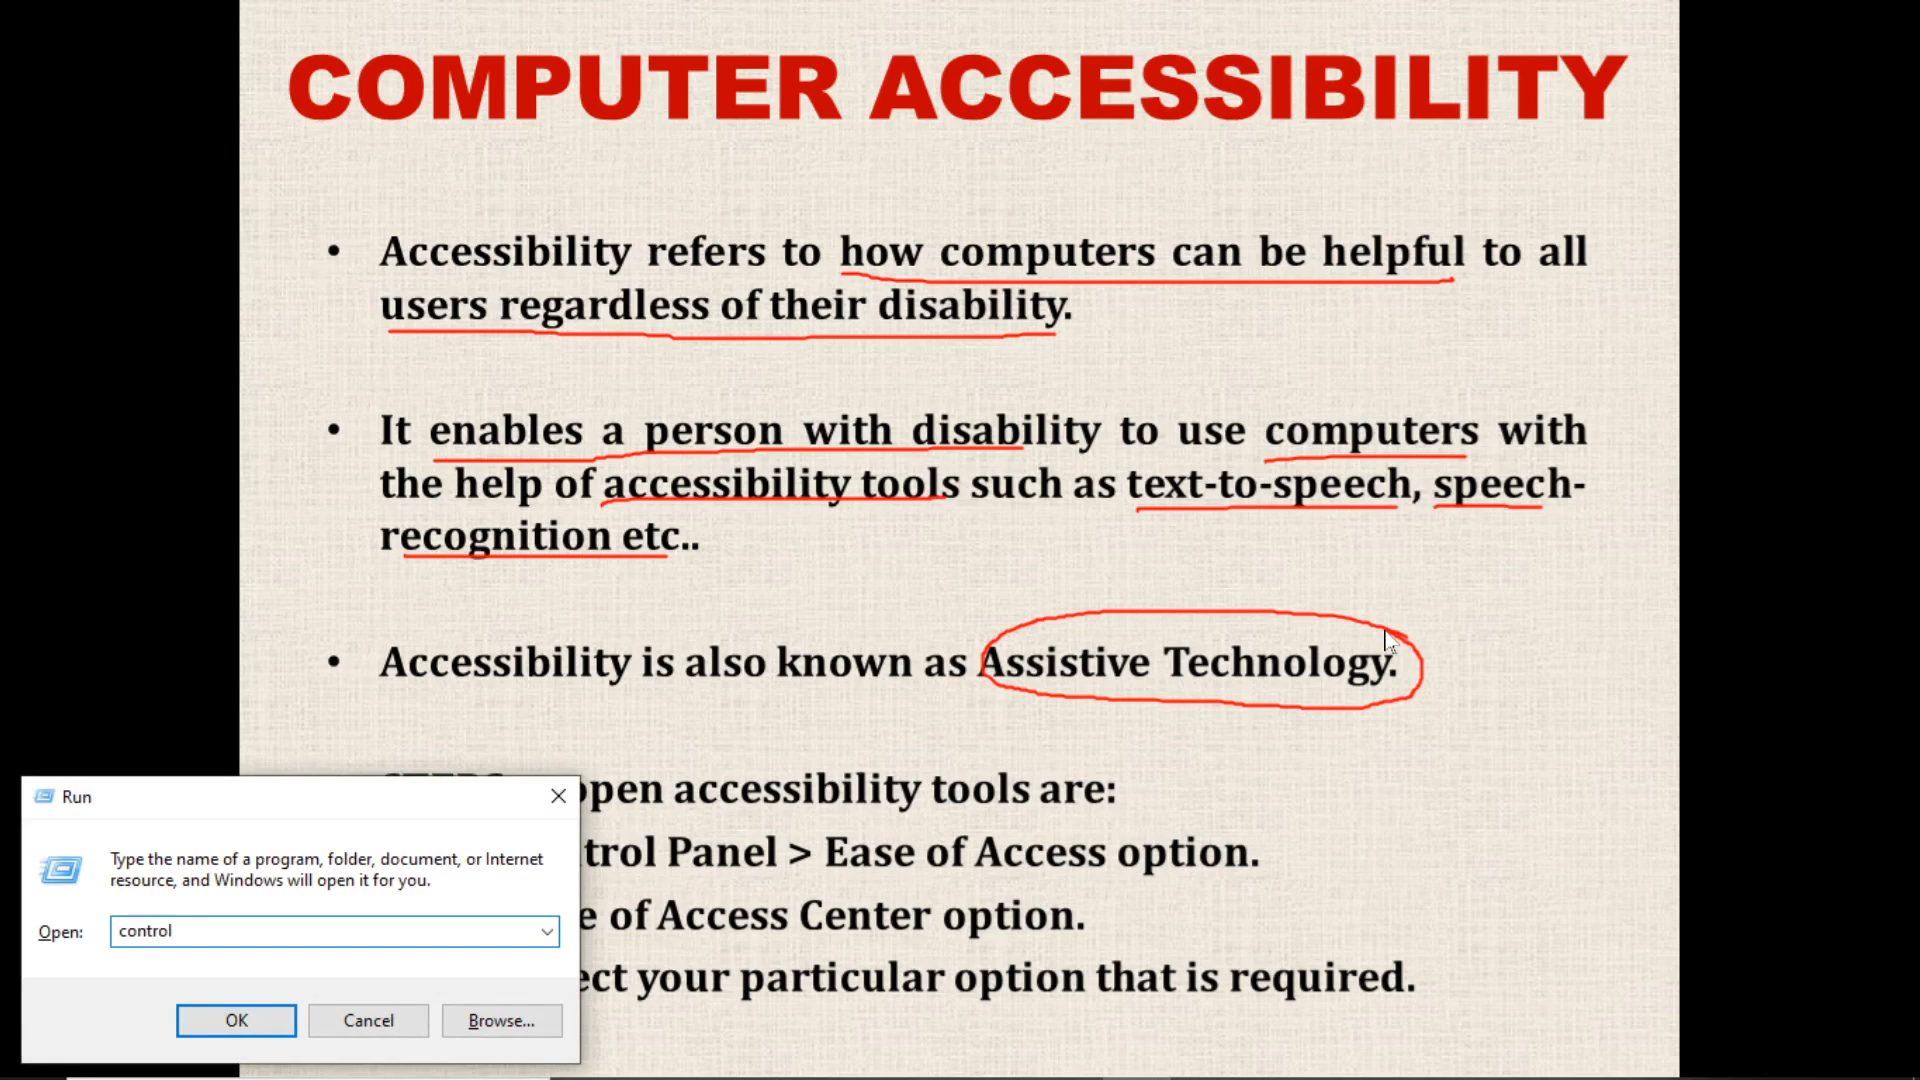 COMPUTER ACCESSIBILITY
• Accessibility refers to how computers can be helpful to all
users regardless of their disability.
• It enables a person with disability to use computers with
the help of accessibility tools such as text-to-speech, speech-
recognition etc..
• Accessibility is also known as Assistive Technology.
open accessibility tools are:
Panel > Ease of Access option.
of Access Center option.
your particular option that is required.
Run
Type the name of a program, folder, document, or Internet
resource, and Windows will open it for you.
Open: control
OK Cancel Browse...